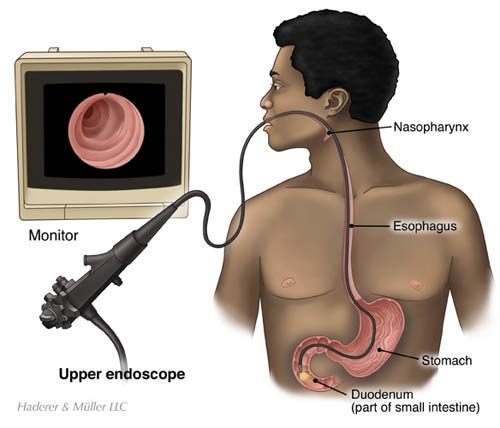 Nasopharynx
Monitor
Esophagus
Stomach
Upper endoscope
Duodenum
(part of small intestine)
Haderer & Müller LLC